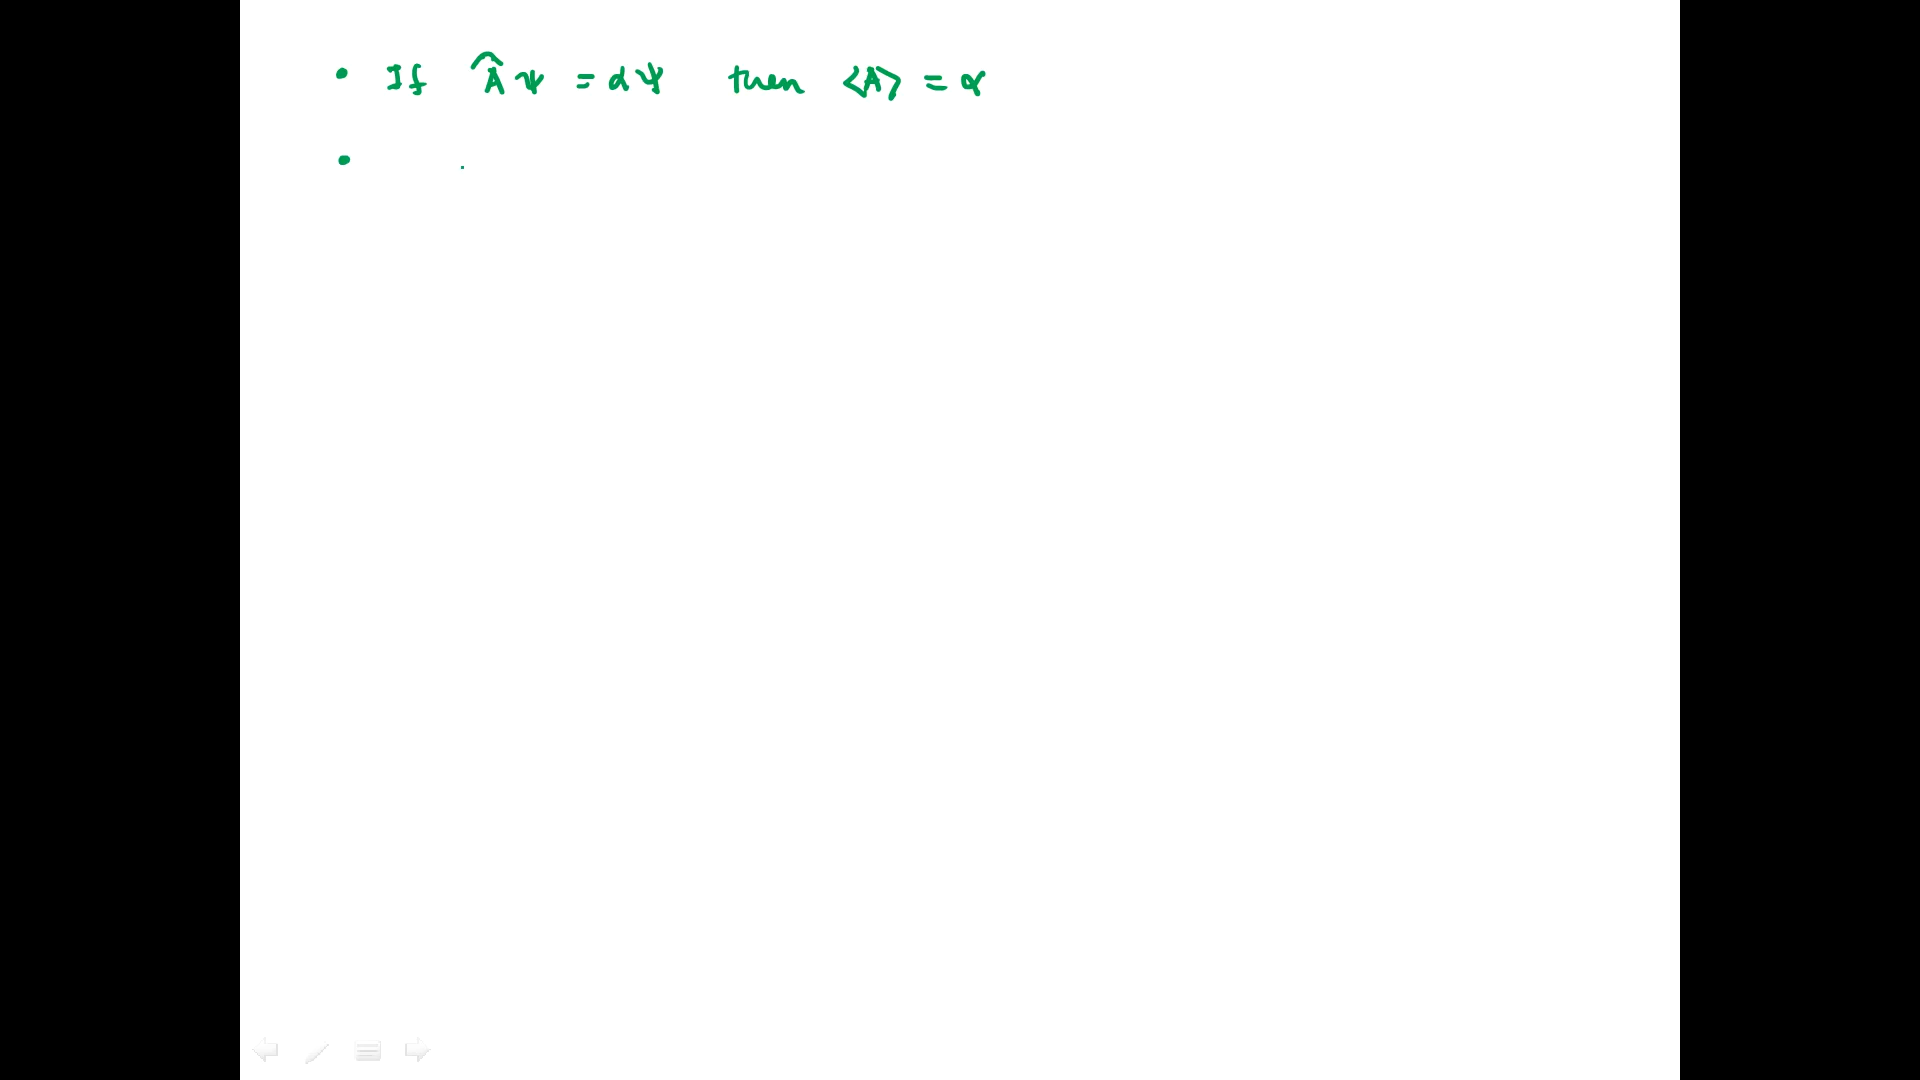 • If Âψ = αψ then ⟨A⟩ = α
•